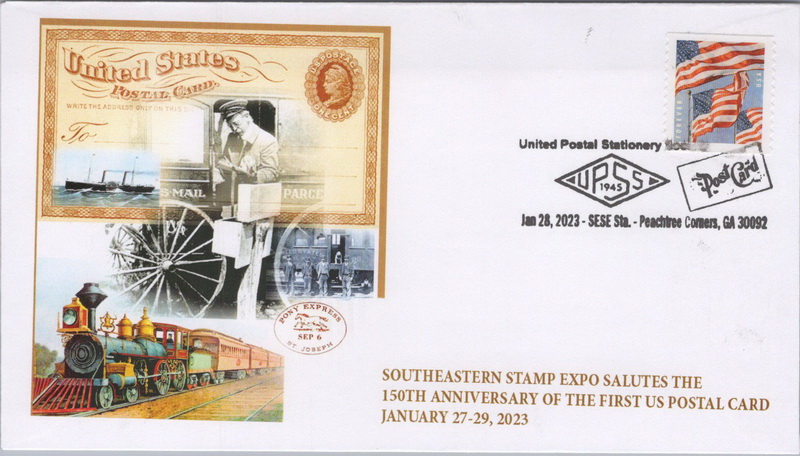 United States
POSTAL CARD.
WRITE THE ADDRESS ONLY ON THIS
POSTAGE
ONE CENT
To
MAIL
PARCE
PONY EXPRESS
SEP 6
ST. JOSEPH
FOREVER
USA
United Postal Stationery
UPSS
1945
Post Card
Jan 28, 2023 - SESE Sta. - Peachtree Corners, GA 30092
SOUTHEASTERN STAMP EXPO SALUTES THE
150TH ANNIVERSARY OF THE FIRST US POSTAL CARD
JANUARY 27-29, 2023